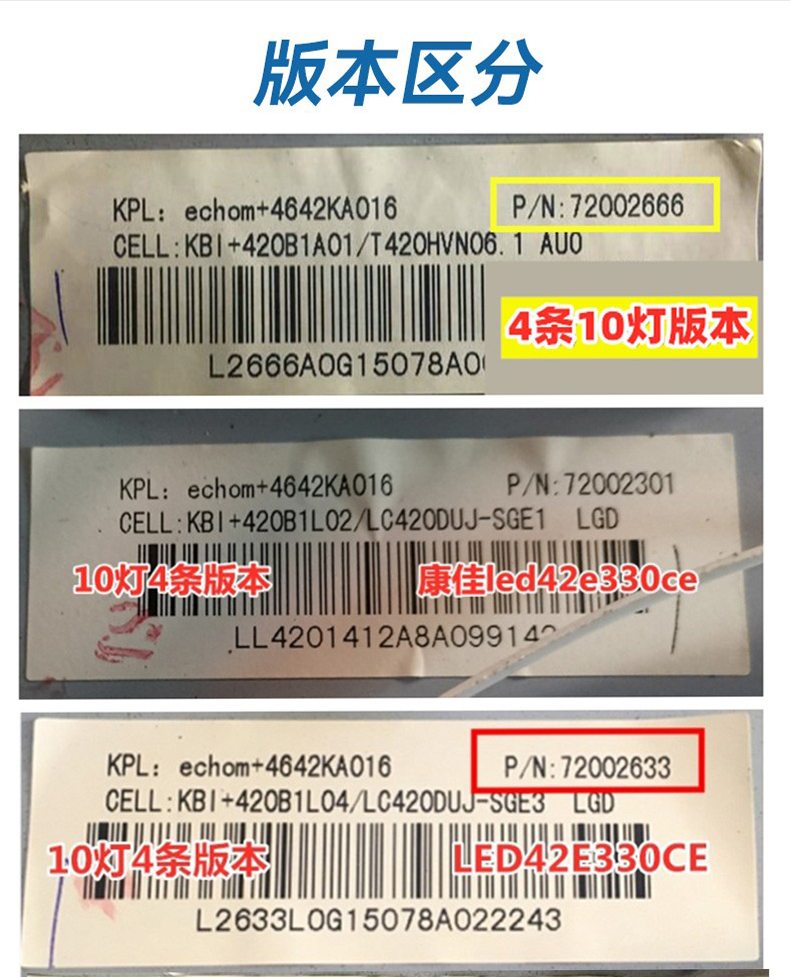 版本区分
KPL: echom+4642KA016 P/N:72002666
CELL:KBI+420B1A01/T420HVN06.1 AUO
4条10灯版本
L2666A0G15078A0
KPL: echom+4642KA016 P/N:72002301
CELL:KBI+420B1L02/LC420DUJ-SGE1 LGD
10灯4条版本 康佳led42e330ce
LL4201412A8A099142
KPL: echom+4642KA016 P/N:72002633
CELL:KBI+420B1L04/LC420DUJ-SGE3 LGD
10灯4条版本 LED42E330CE
L2633L0G15078A022243